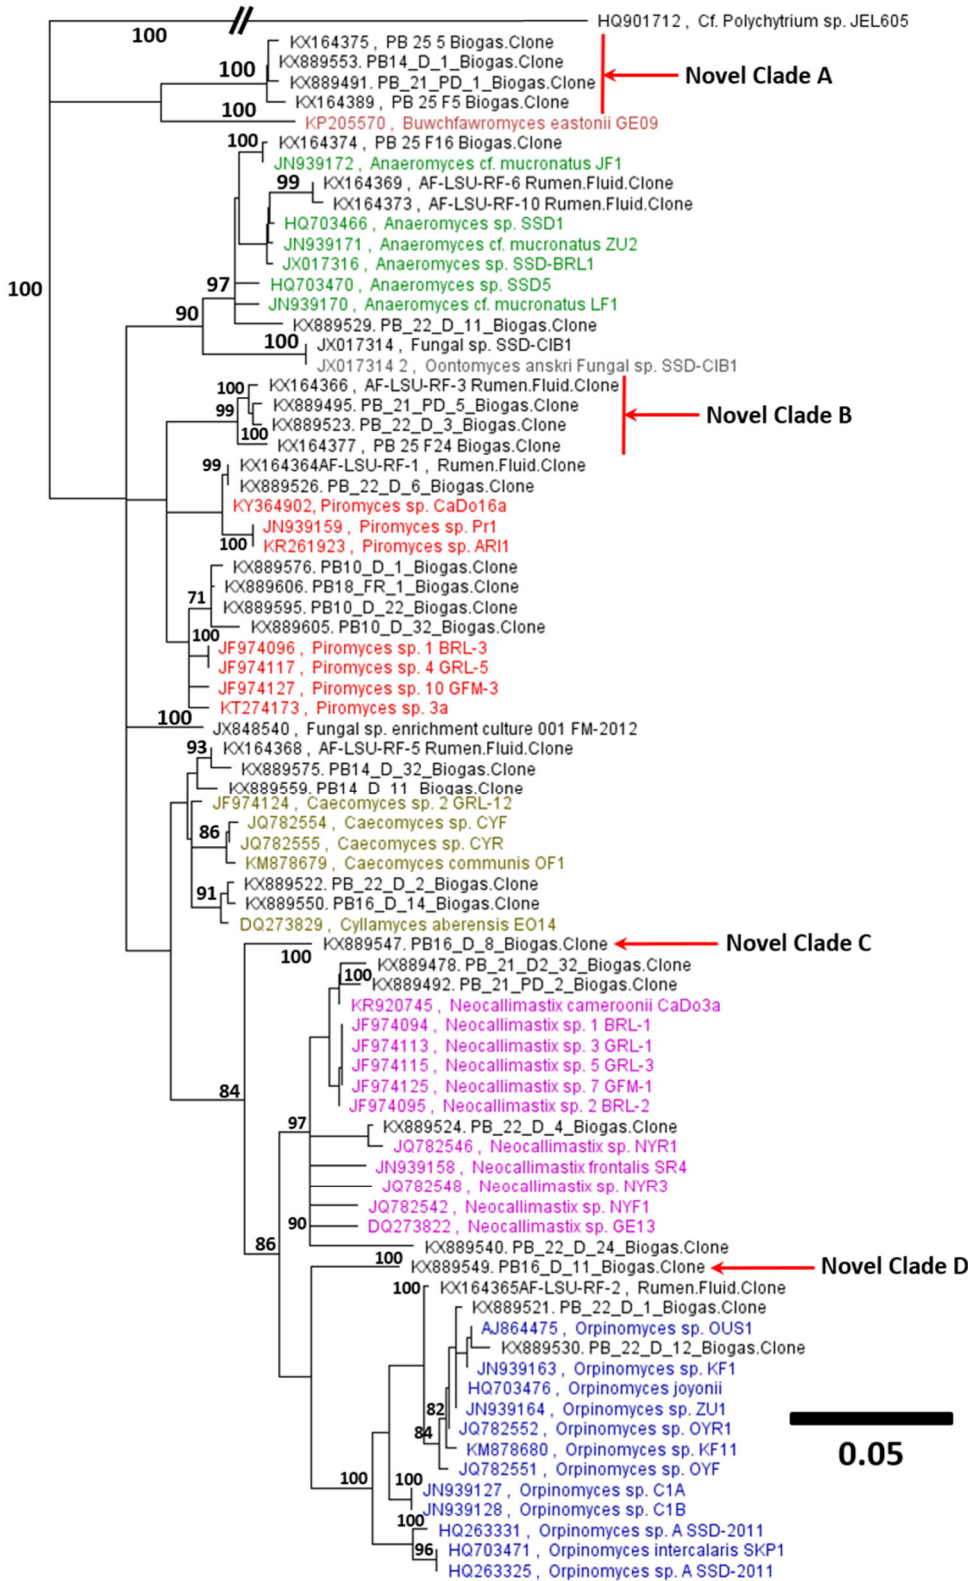 HQ901712 , Cf. Polychytrium sp. JEL605
100
KX164375 , PB 25 5 Biogas.Clone
KX889553. PB14_D_1_Biogas.Clone
100
KX889491. PB_21_PD_1_Biogas.Clone
Novel Clade A
KX164389 , PB 25 F5 Biogas.Clone
100
KP205570 , Buwchfawromyces eastonii GE09
100
KX164374 , PB 25 F16 Biogas.Clone
JN939172 , Anaeromyces cf. mucronatus JF1
99
KX164369 , AF-LSU-RF-6 Rumen.Fluid.Clone
KX164373 , AF-LSU-RF-10 Rumen.Fluid.Clone
HQ703466 , Anaeromyces sp. SSD1
JN939171 , Anaeromyces cf. mucronatus ZU2
JX017316 , Anaeromyces sp. SSD-BRL1
97
HQ703470 , Anaeromyces sp. SSD5
100
JN939170 , Anaeromyces cf. mucronatus LF1
90
KX889529. PB_22_D_11_Biogas.Clone
100
JX017314 , Fungal sp. SSD-CIB1
JX017314 2 , Oontomyces anskri Fungal sp. SSD-CIB1
100
KX164366 , AF-LSU-RF-3 Rumen.Fluid.Clone
KX889495. PB_21_PD_5_Biogas.Clone
99
Novel Clade B
KX889523. PB_22_D_3_Biogas.Clone
100
KX164377 , PB 25 F24 Biogas.Clone
99
KX164364AF-LSU-RF-1 , Rumen.Fluid.Clone
KX889526. PB_22_D_6_Biogas.Clone
KY364902, Piromyces sp. CaDo16a
JN939159 , Piromyces sp. Pr1
100
KR261923 , Piromyces sp. ARI1
KX889576. PB10_D_1_Biogas.Clone
KX889606. PB18_FR_1_Biogas.Clone
71
KX889595. PB10_D_22_Biogas.Clone
KX889605. PB10_D_32_Biogas.Clone
100
JF974096 , Piromyces sp. 1 BRL-3
JF974117 , Piromyces sp. 4 GRL-5
JF974127 , Piromyces sp. 10 GFM-3
KT274173 , Piromyces sp. 3a
100
JX848540 , Fungal sp. enrichment culture 001 FM-2012
93
KX164368 , AF-LSU-RF-5 Rumen.Fluid.Clone
KX889575. PB14_D_32_Biogas.Clone
KX889559. PB14_D_11_Biogas.Clone
JF974124 , Caecomyces sp. 2 GRL-12
JQ782554 , Caecomyces sp. CYF
86
JQ782555 , Caecomyces sp. CYR
KM878679 , Caecomyces communis OF1
KX889522. PB_22_D_2_Biogas.Clone
91
KX889550. PB16_D_14_Biogas.Clone
DQ273829 , Cyllamyces aberensis EO14
KX889547. PB16_D_8_Biogas.Clone
Novel Clade C
100
KX889478. PB_21_D2_32_Biogas.Clone
100
KX889492. PB_21_PD_2_Biogas.Clone
KR920745 , Neocallimastix cameroonii CaDo3a
JF974094 , Neocallimastix sp. 1 BRL-1
JF974113 , Neocallimastix sp. 3 GRL-1
JF974115 , Neocallimastix sp. 5 GRL-3
JF974125 , Neocallimastix sp. 7 GFM-1
84
JF974095 , Neocallimastix sp. 2 BRL-2
97
KX889524. PB_22_D_4_Biogas.Clone
JQ782546 , Neocallimastix sp. NYR1
JN939158 , Neocallimastix frontalis SR4
JQ782548 , Neocallimastix sp. NYR3
JQ782542 , Neocallimastix sp. NYF1
90
DQ273822 , Neocallimastix sp. GE13
86
KX889540. PB_22_D_24_Biogas.Clone
100
KX889549. PB16_D_11_Biogas.Clone
Novel Clade D
100
KX164365AF-LSU-RF-2 , Rumen.Fluid.Clone
KX889521. PB_22_D_1_Biogas.Clone
AJ864475 , Orpinomyces sp. OUS1
KX889530. PB_22_D_12_Biogas.Clone
JN939163 , Orpinomyces sp. KF1
HQ703476 , Orpinomyces joyonii
82
JN939164 , Orpinomyces sp. ZU1
84
JQ782552 , Orpinomyces sp. OYR1
KM878680 , Orpinomyces sp. KF11
0.05
JQ782551 , Orpinomyces sp. OYF
100
100
JN939127 , Orpinomyces sp. C1A
JN939128 , Orpinomyces sp. C1B
100
HQ263331 , Orpinomyces sp. A SSD-2011
96
HQ703471 , Orpinomyces intercalaris SKP1
HQ263325 , Orpinomyces sp. A SSD-2011